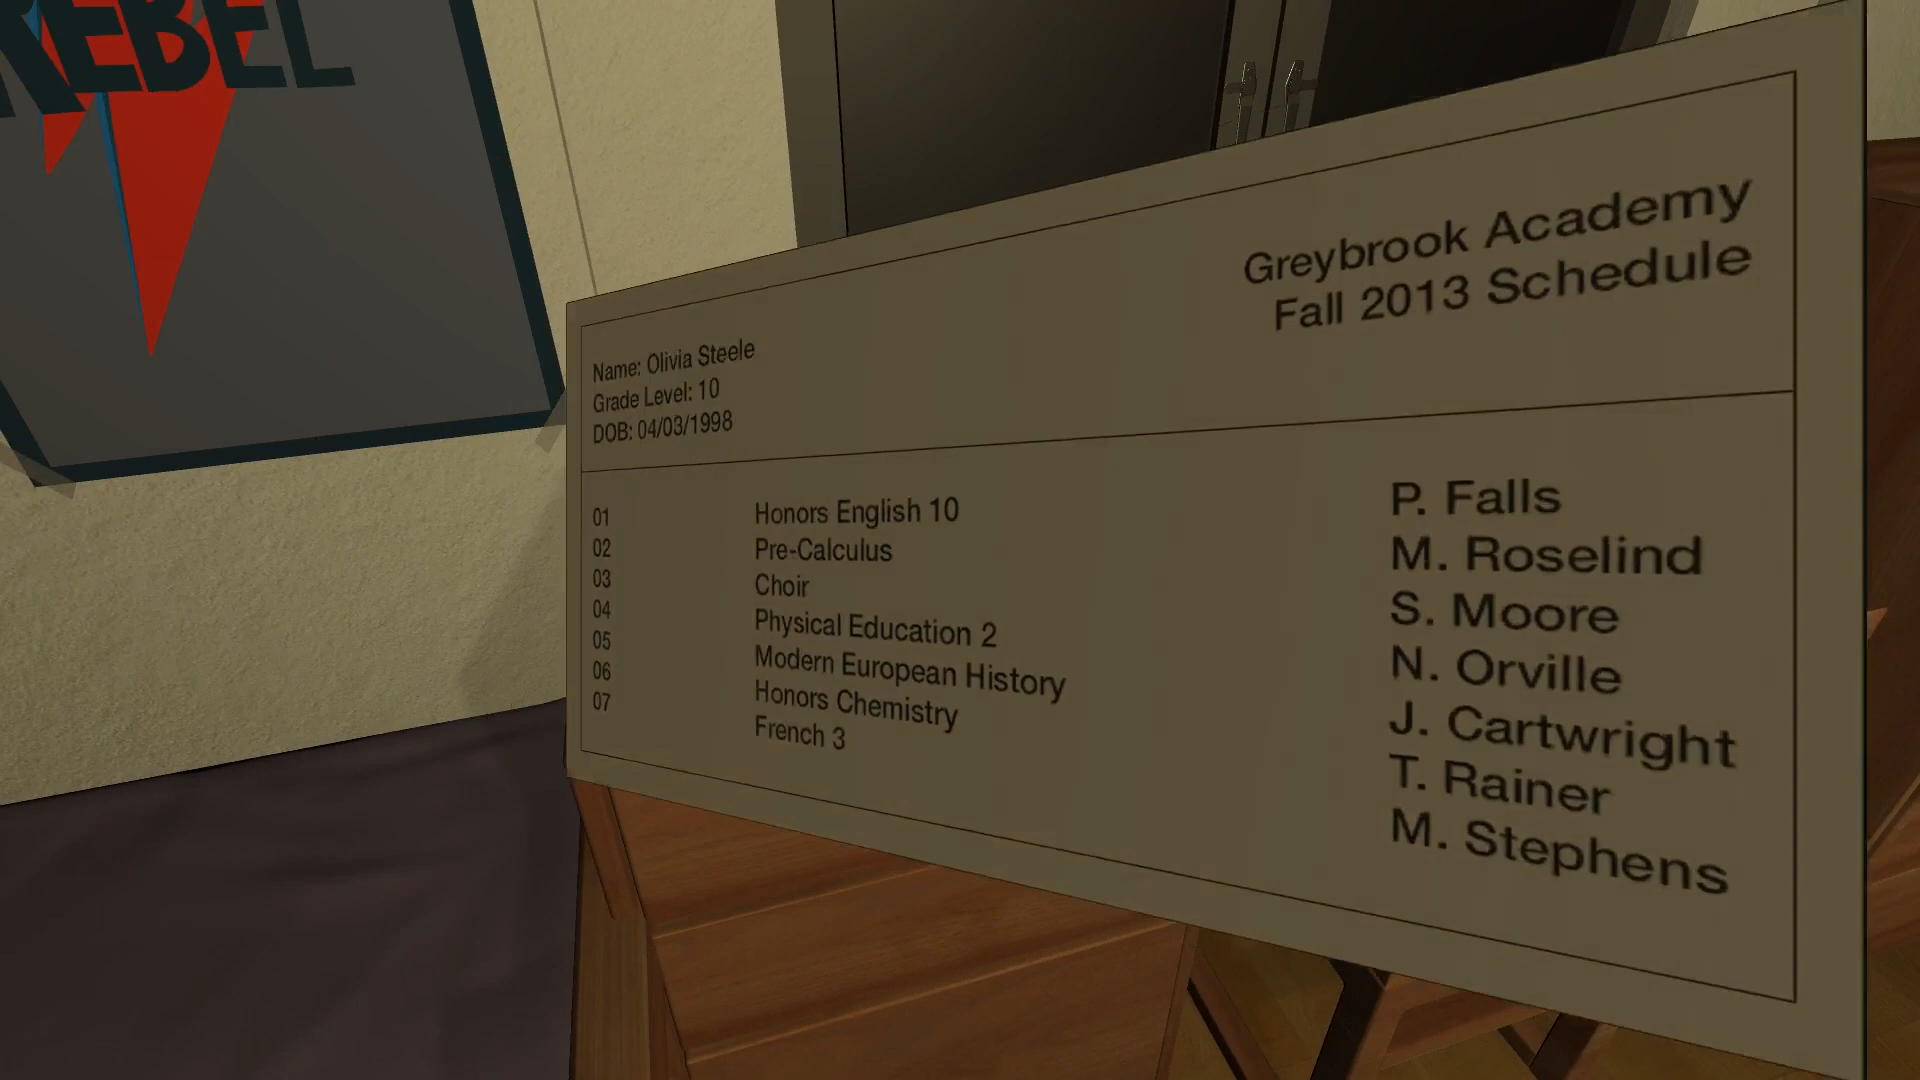 REBEL
Greybrook Academy
Fall 2013 Schedule
Name: Olivia Steele
Grade Level: 10
DOB: 04/03/1998
01 Honors English 10 P. Falls
02 Pre-Calculus M. Roselind
03 Choir S. Moore
04 Physical Education 2 N. Orville
05 Modern European History J. Cartwright
06 Honors Chemistry T. Rainer
07 French 3 M. Stephens